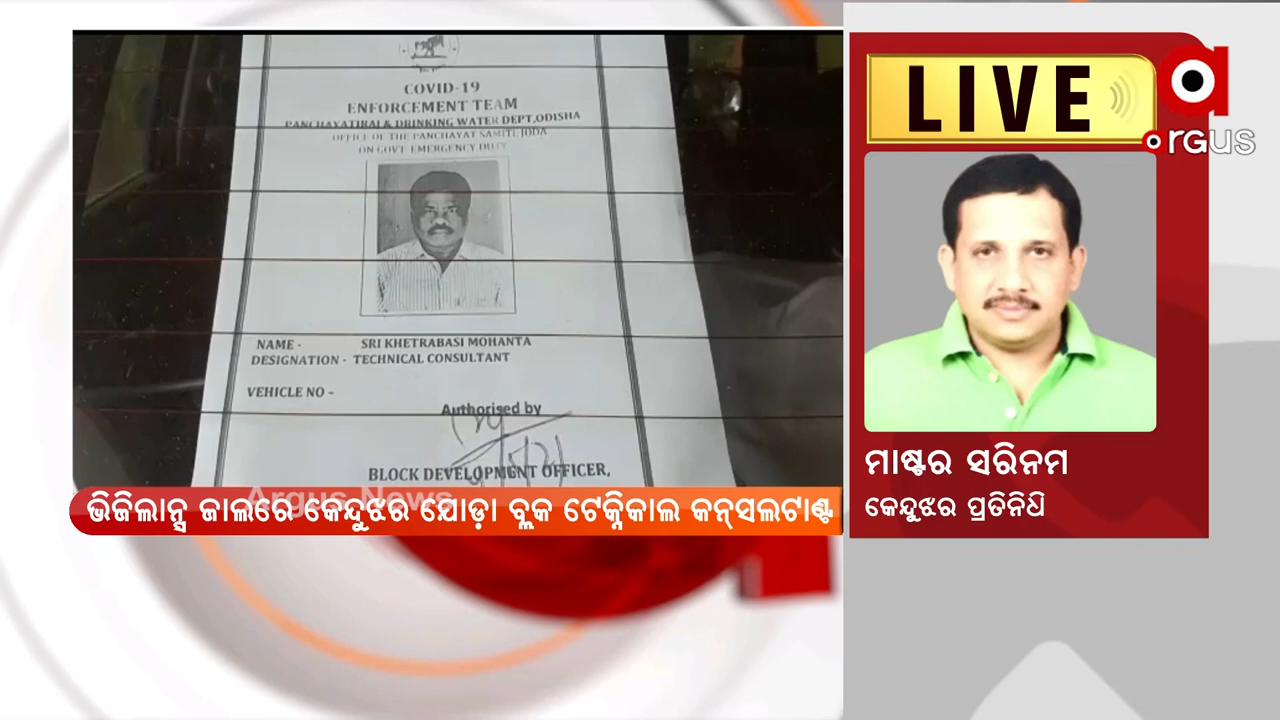 COVID-19
ENFORCEMENT TEAM
PANCHAYATIRAJ & DRINKING WATER DEPT,ODISHA
OFFICE OF THE PANCHAYAT SAMITI, JODA
ON GOVT EMERGENCY DUTY
NAME - SRI KHETRABASI MOHANTA
DESIGNATION - TECHNICAL CONSULTANT
VEHICLE NO -
Authorised by
BLOCK DEVELOPMENT OFFICER,
Argus News
ଭିଜିଲାନ୍ସ ଜାଲରେ କେନ୍ଦୁଝର ଯୋଡ଼ା ବ୍ଲକ ଟେକ୍ନିକାଲ କନ୍‌ସଲଟାଣ୍ଟ
LIVE
argus
ମାଷ୍ଟର ସରିନମ
କେନ୍ଦୁଝର ପ୍ରତିନିଧି